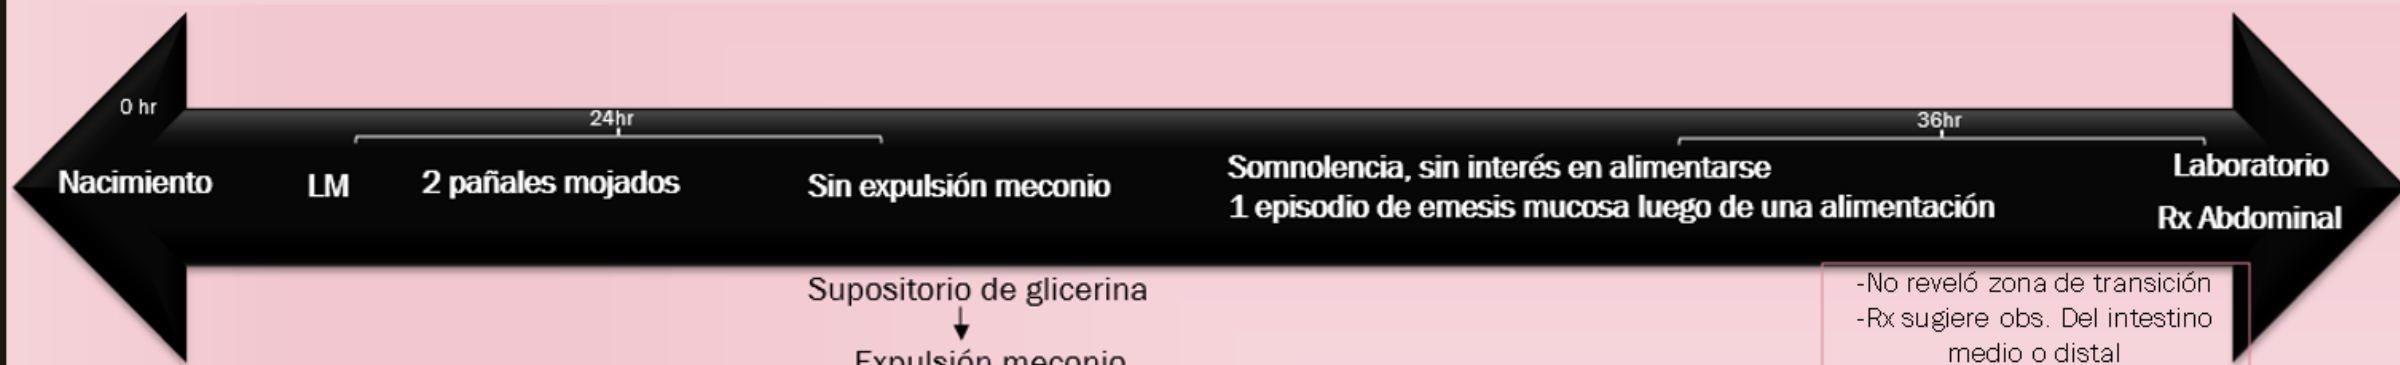 0 hr
24hr
36hr
Nacimiento
LM
2 pañales mojados
Sin expulsión meconio
Somnolencia, sin interés en alimentarse
1 episodio de emesis mucosa luego de una alimentación
Laboratorio
Rx Abdominal
Supositorio de glicerina
Expulsión meconio
-No reveló zona de transición
-Rx sugiere obs. Del intestino
medio o distal